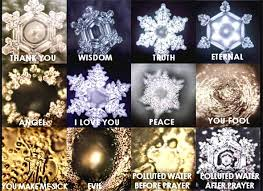 THANK YOU
WISDOM
TRUTH
ETERNAL
ANGEL
I LOVE YOU
PEACE
YOU FOOL
YOU MAKE ME SICK
EVIL
POLLUTED WATER
BEFORE PRAYER
POLLUTED WATER
AFTER PRAYER